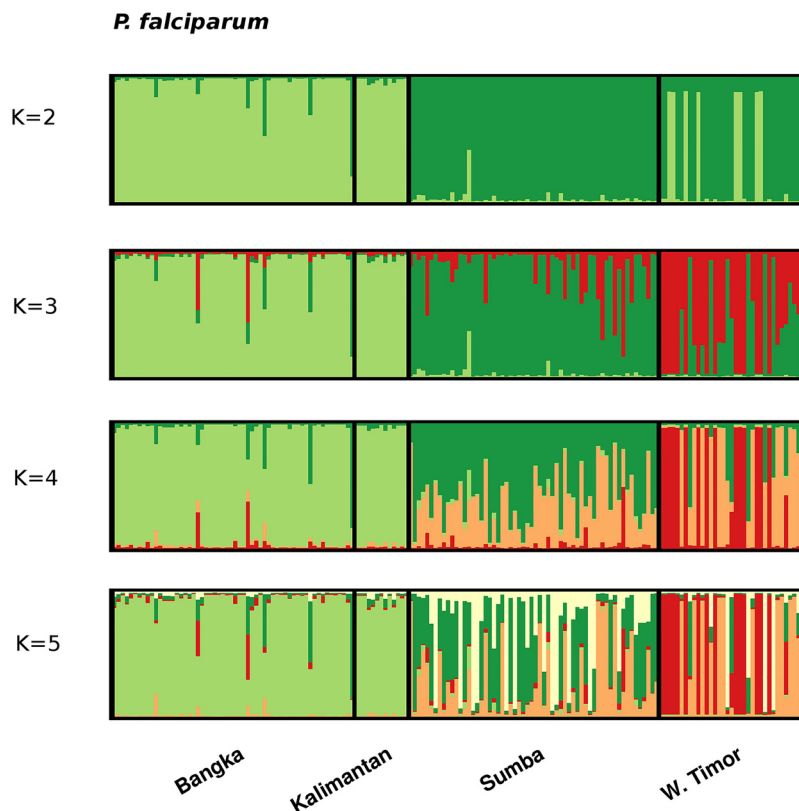 P. falciparum
K=2
K=3
K=4
K=5
Bangka
Kalimantan
Sumba
W. Timor